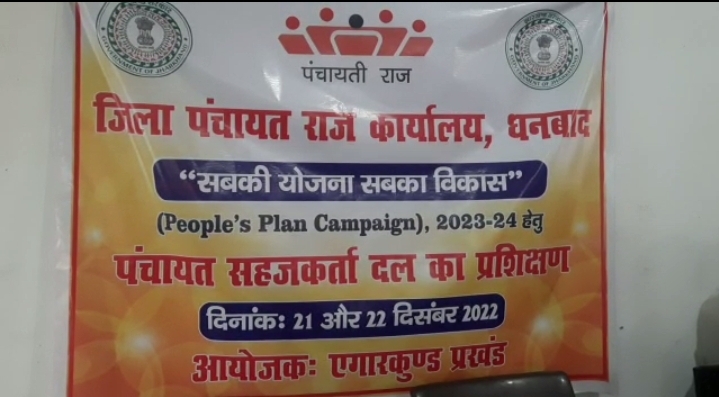 पंचायती राज
जिला पंचायत राज कार्यालय, धनबाद
“सबकी योजना सबका विकास”
(People's Plan Campaign), 2023-24 हेतु
पंचायत सहजकर्ता दल का प्रशिक्षण
दिनांकः 21 और 22 दिसंबर 2022
आयोजकः एगारकुण्ड प्रखंड